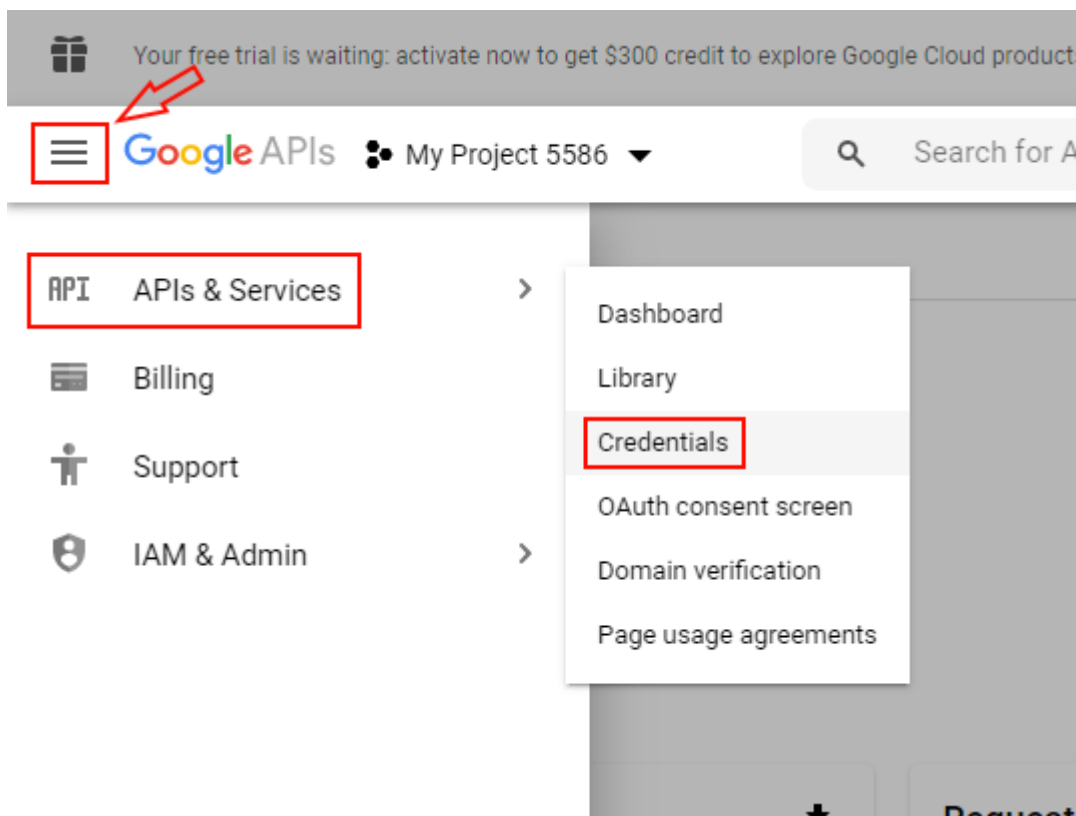 Your free trial is waiting: activate now to get $300 credit to explore Google Cloud product
Google APIs My Project 5586 Search for A
API APIs & Services
Dashboard
Library
Billing
Credentials
Support
OAuth consent screen
IAM & Admin
Domain verification
Page usage agreements